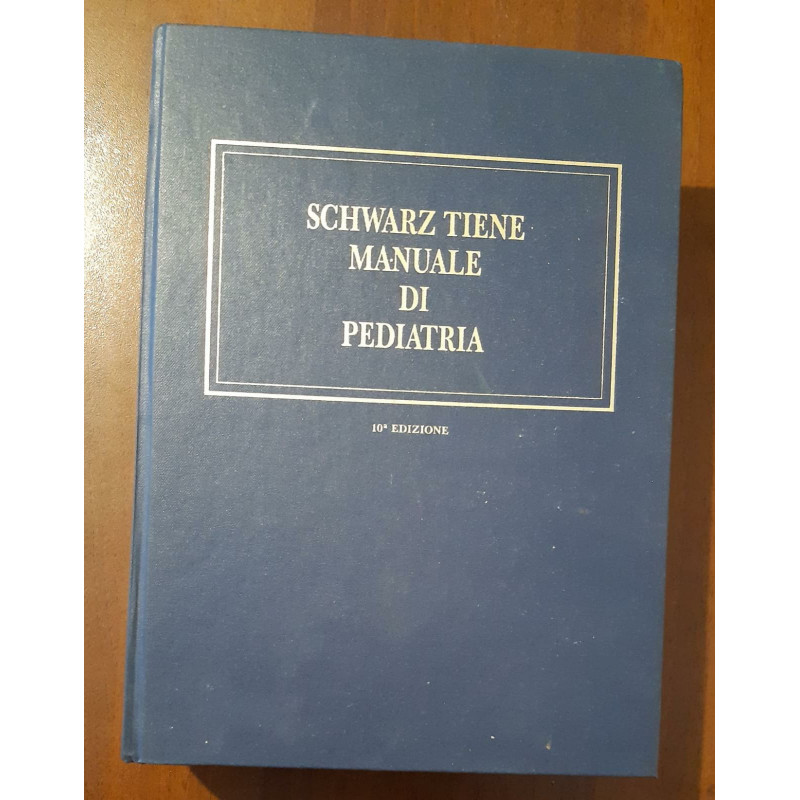 SCHWARZ TIENE
MANUALE
DI
PEDIATRIA
10ª EDIZIONE